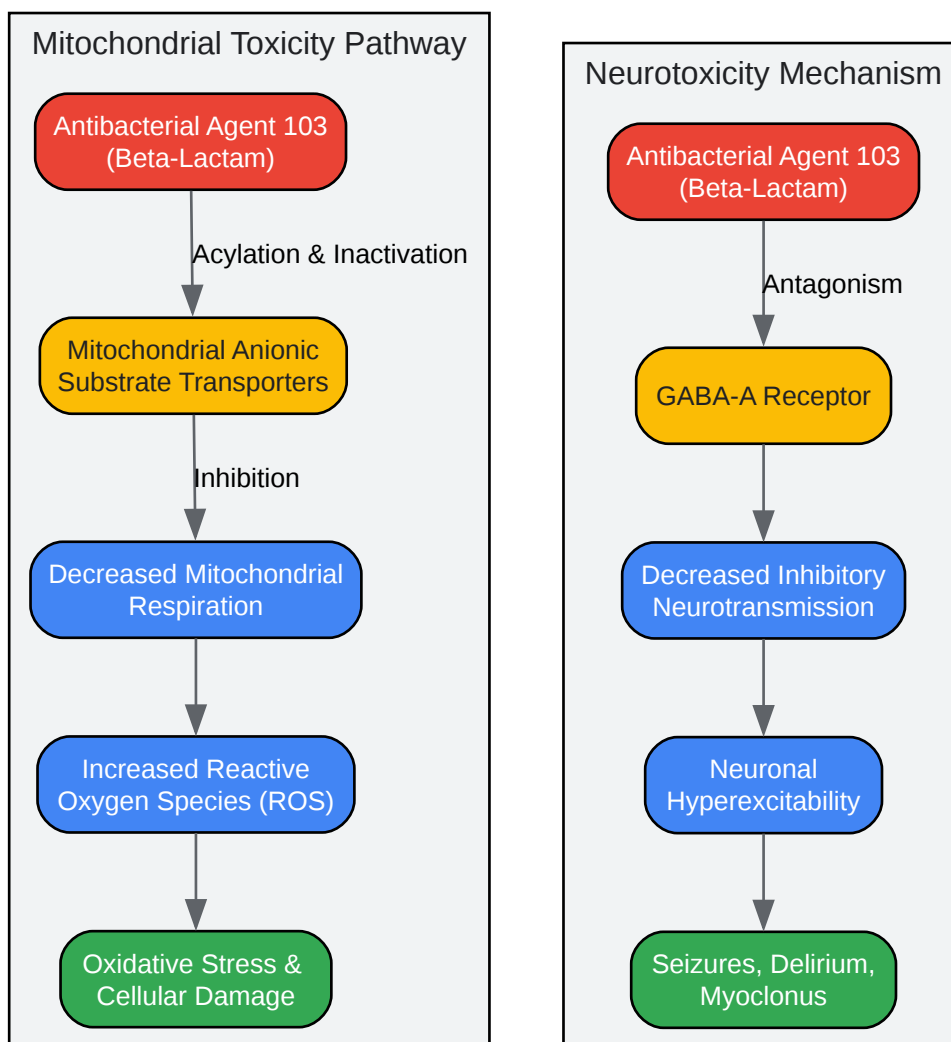 Mitochondrial Toxicity Pathway
Antibacterial Agent 103
(Beta-Lactam)
Acylation & Inactivation
Mitochondrial Anionic
Substrate Transporters
Inhibition
Decreased Mitochondrial
Respiration
Increased Reactive
Oxygen Species (ROS)
Oxidative Stress &
Cellular Damage
Neurotoxicity Mechanism
Antibacterial Agent 103
(Beta-Lactam)
Antagonism
GABA-A Receptor
Decreased Inhibitory
Neurotransmission
Neuronal
Hyperexcitability
Seizures, Delirium,
Myoclonus